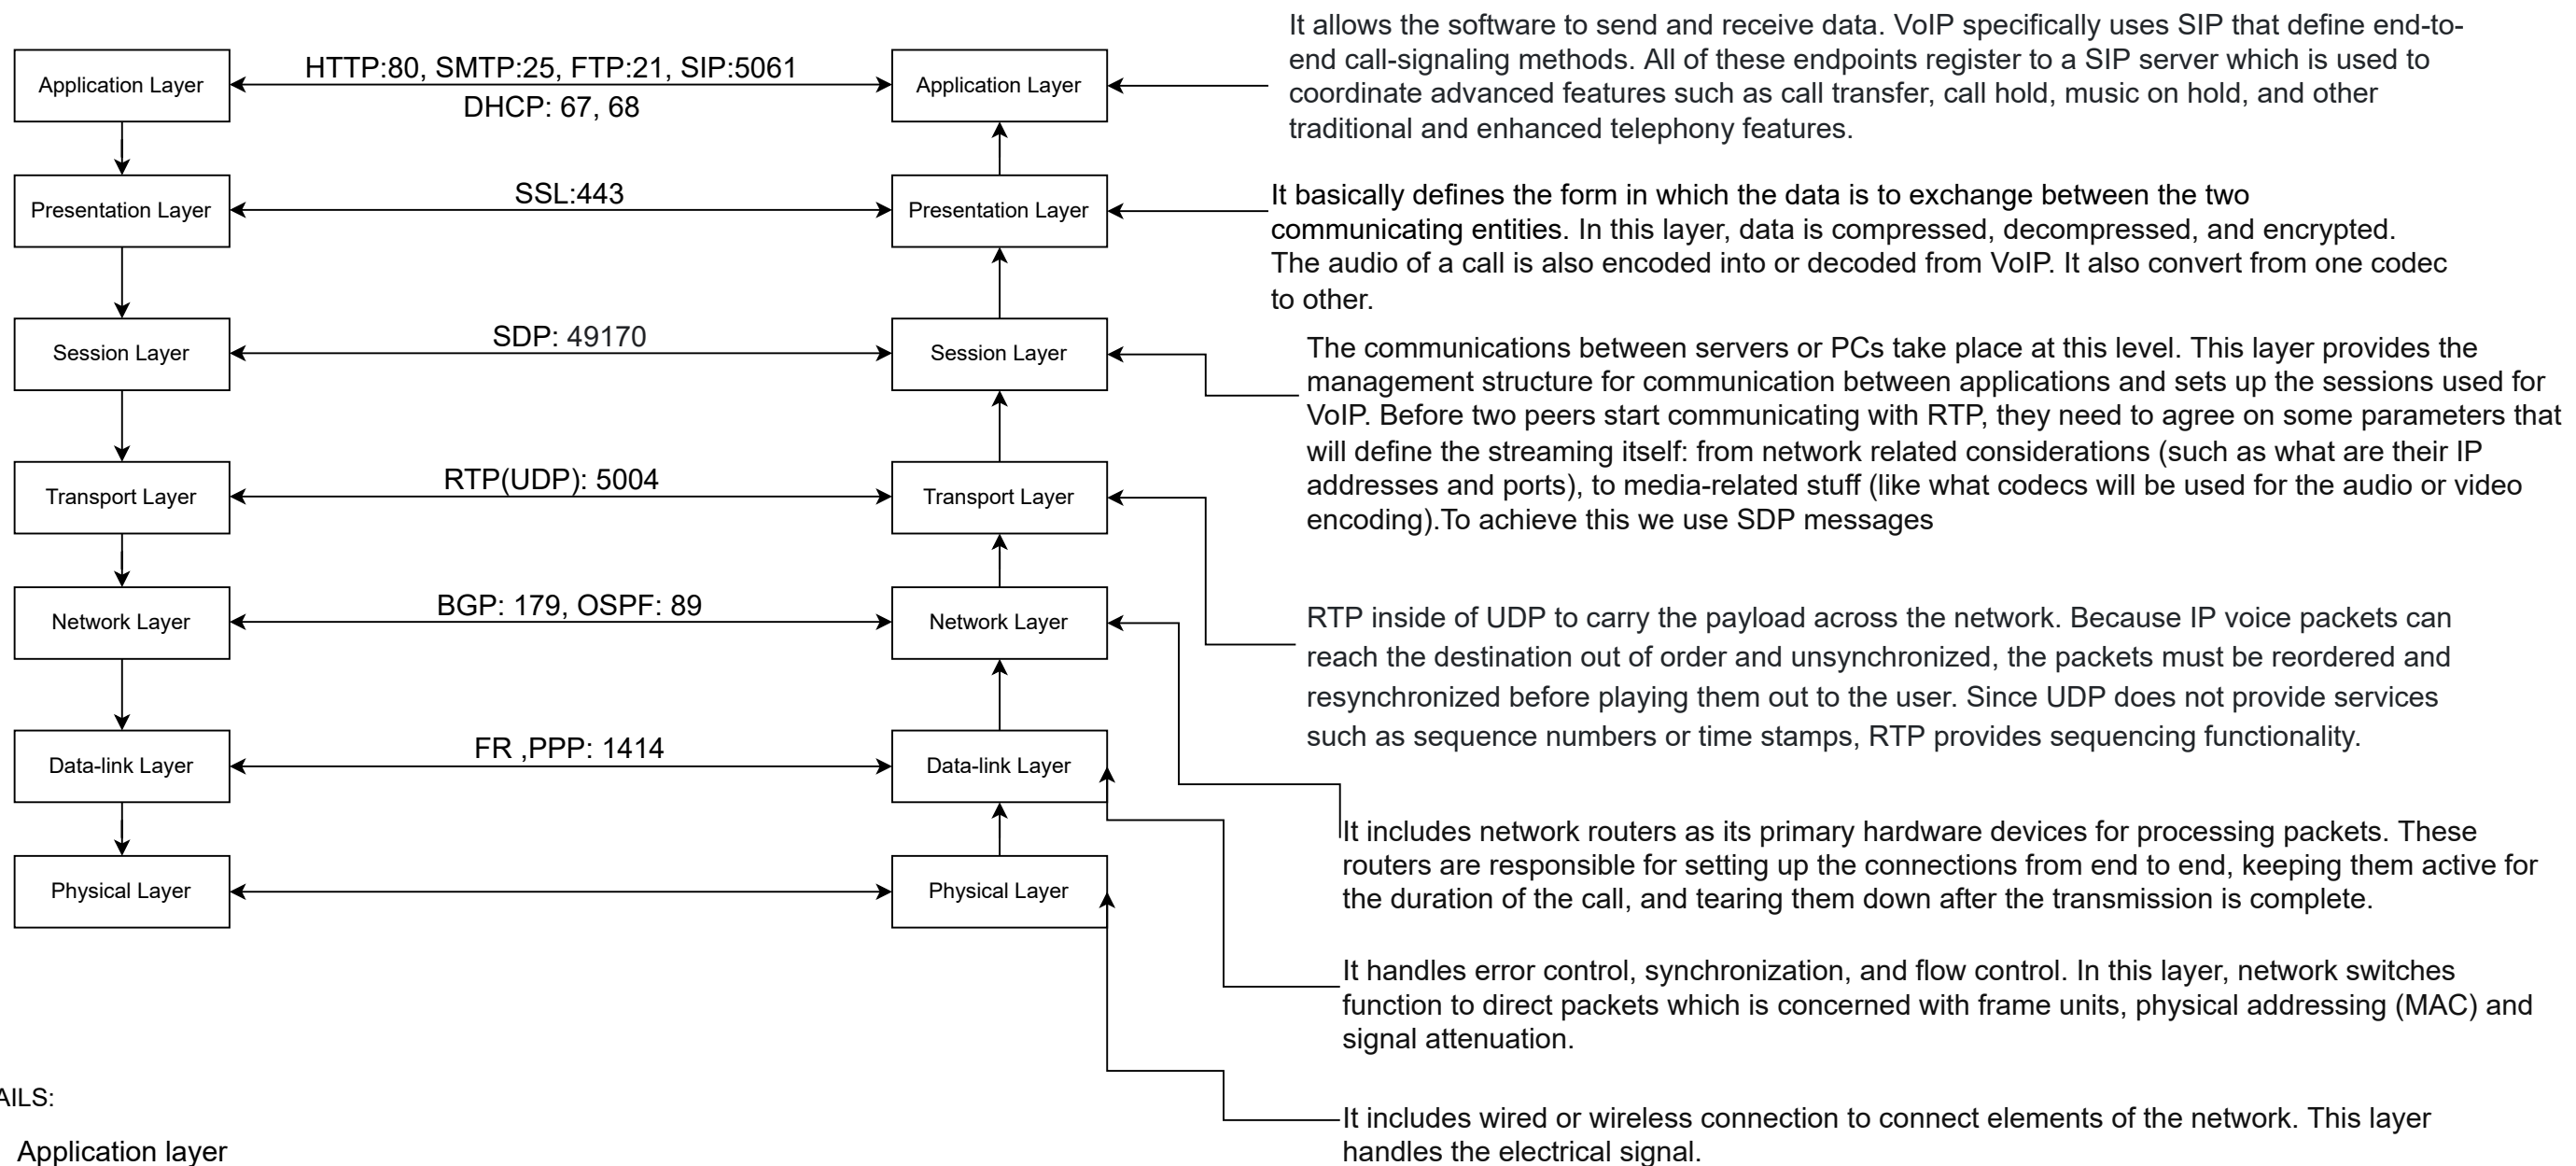 Application Layer
HTTP:80, SMTP:25, FTP:21, SIP:5061
DHCP: 67, 68
Application Layer
It allows the software to send and receive data. VoIP specifically uses SIP that define end-to-
end call-signaling methods. All of these endpoints register to a SIP server which is used to
coordinate advanced features such as call transfer, call hold, music on hold, and other
traditional and enhanced telephony features.
Presentation Layer
SSL:443
Presentation Layer
It basically defines the form in which the data is to exchange between the two
communicating entities. In this layer, data is compressed, decompressed, and encrypted.
The audio of a call is also encoded into or decoded from VoIP. It also convert from one codec
to other.
Session Layer
SDP: 49170
Session Layer
The communications between servers or PCs take place at this level. This layer provides the
management structure for communication between applications and sets up the sessions used for
VoIP. Before two peers start communicating with RTP, they need to agree on some parameters that
will define the streaming itself: from network related considerations (such as what are their IP
addresses and ports), to media-related stuff (like what codecs will be used for the audio or video
encoding).To achieve this we use SDP messages
Transport Layer
RTP(UDP): 5004
Transport Layer
RTP inside of UDP to carry the payload across the network. Because IP voice packets can
reach the destination out of order and unsynchronized, the packets must be reordered and
resynchronized before playing them out to the user. Since UDP does not provide services
such as sequence numbers or time stamps, RTP provides sequencing functionality.
Network Layer
BGP: 179, OSPF: 89
Network Layer
It includes network routers as its primary hardware devices for processing packets. These
routers are responsible for setting up the connections from end to end, keeping them active for
the duration of the call, and tearing them down after the transmission is complete.
Data-link Layer
FR ,PPP: 1414
Data-link Layer
It handles error control, synchronization, and flow control. In this layer, network switches
function to direct packets which is concerned with frame units, physical addressing (MAC) and
signal attenuation.
Physical Layer
Physical Layer
It includes wired or wireless connection to connect elements of the network. This layer
handles the electrical signal.
AILS:
Application layer